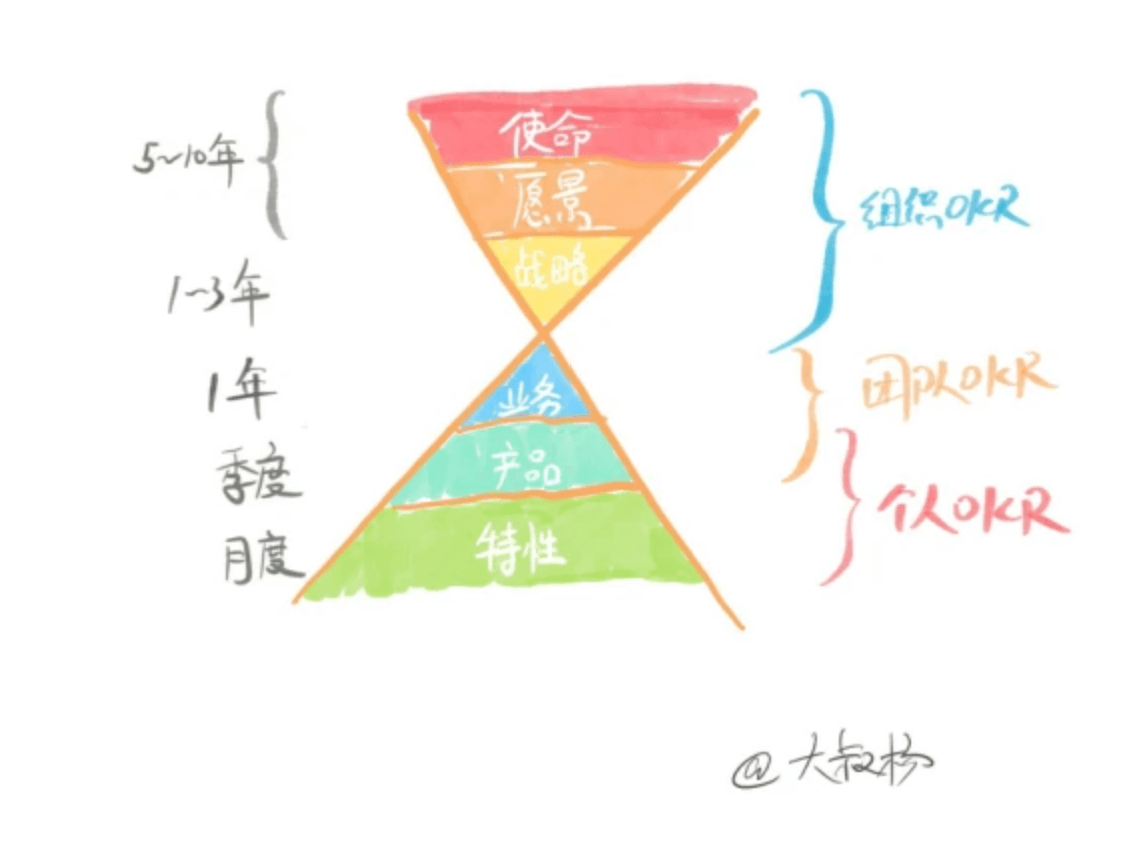 使命
5~10年
愿景
组织OKR
战略
1~3年
1年
业务
团队OKR
季度
产品
个人OKR
月度
特性
@大叔杨